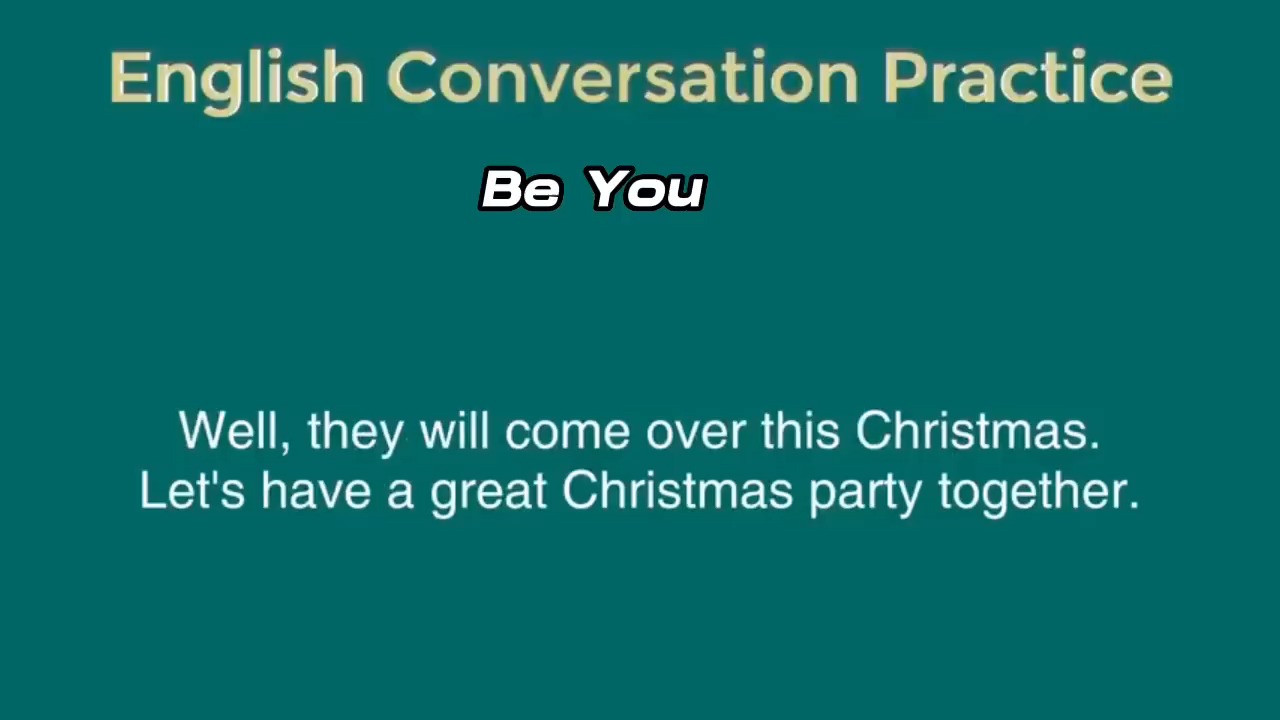 English Conversation Practice
Be You
Well, they will come over this Christmas.
Let's have a great Christmas party together.